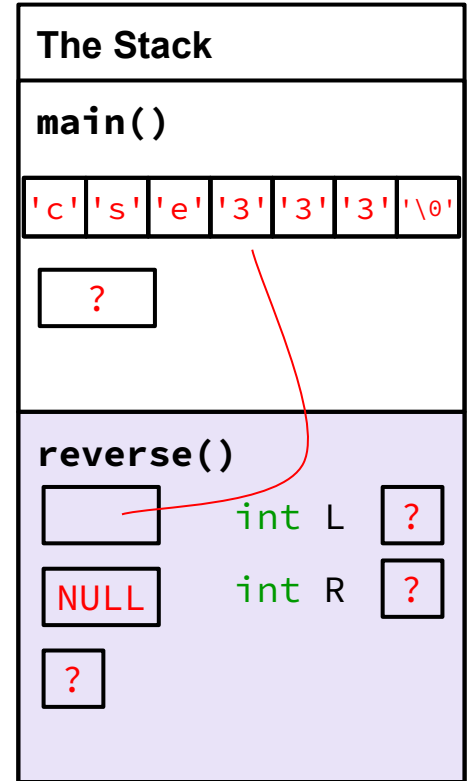 The Stack
main()
'c' 's' 'e' '3' '3' '3' '\0'
?
reverse()
int L ?
NULL int R ?
?